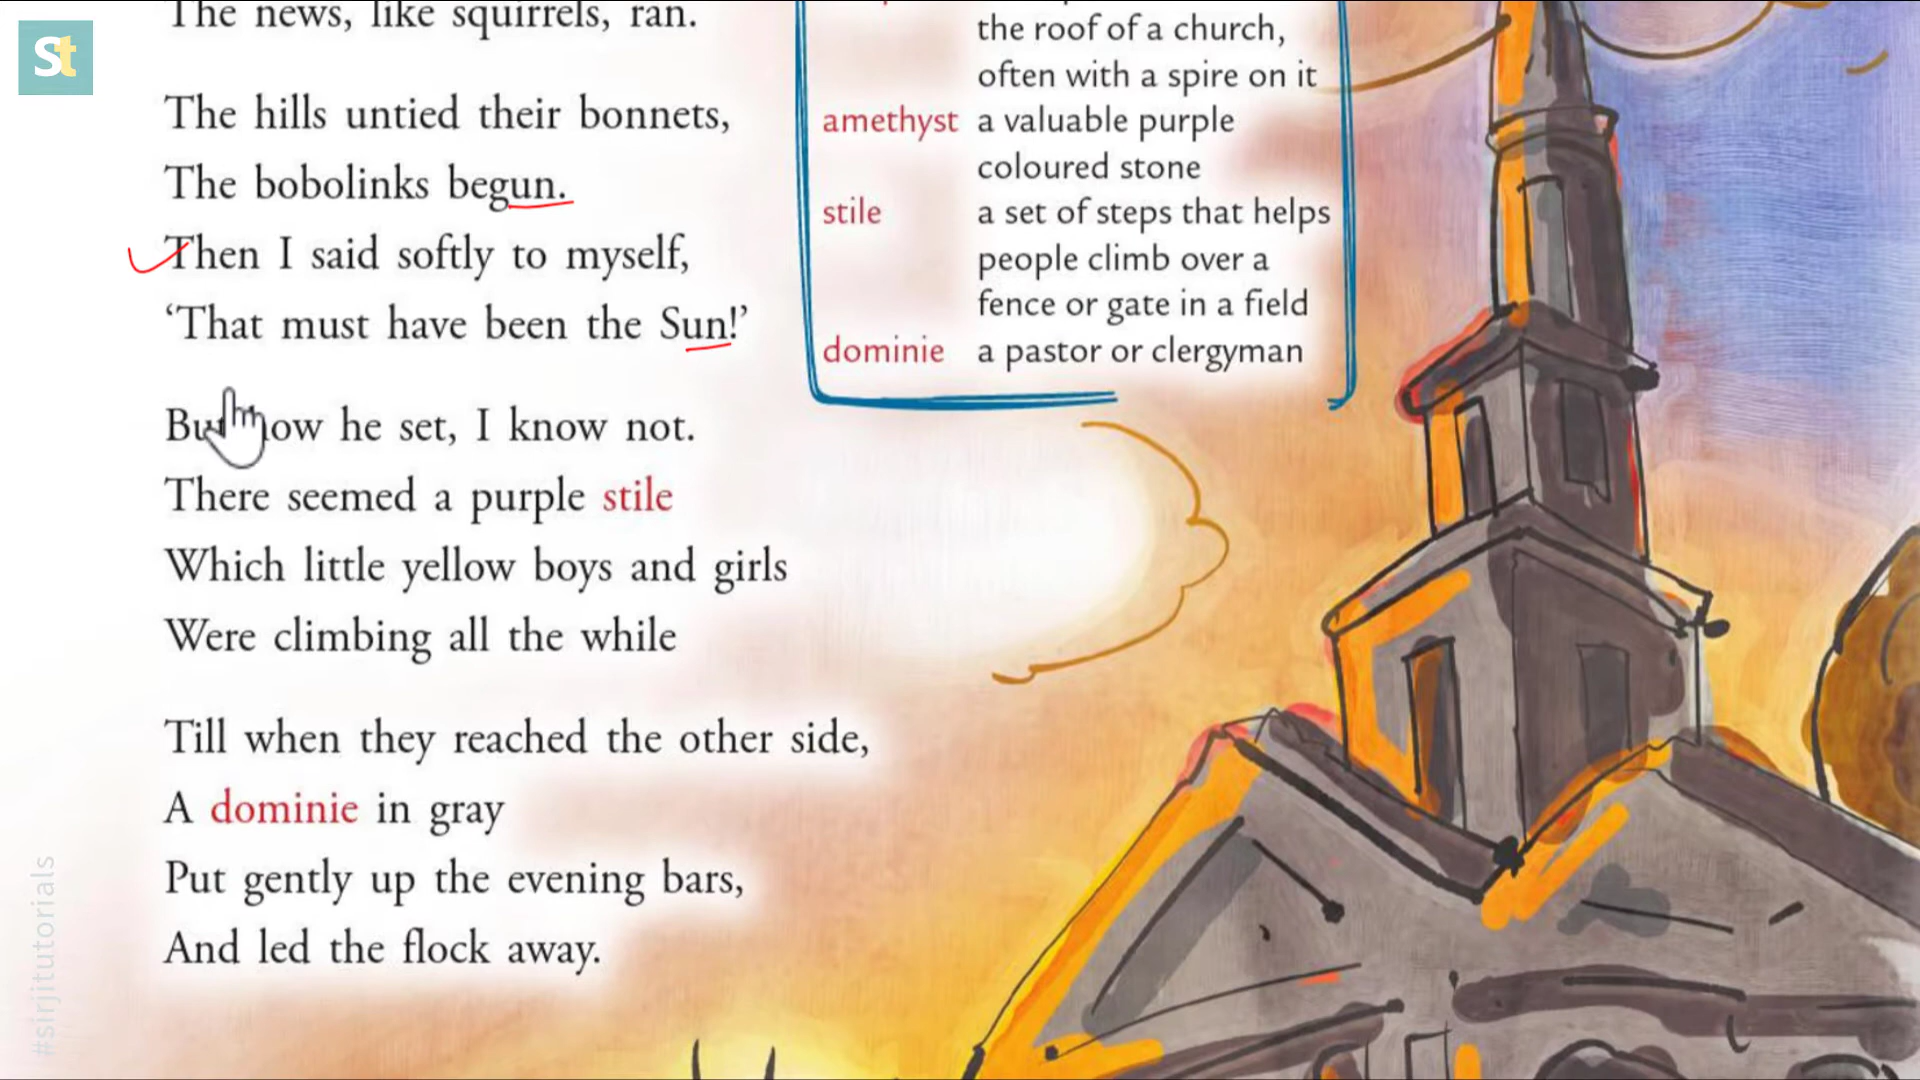 St
The news, like squirrels, ran.
The hills untied their bonnets,
The bobolinks begun.
Then I said softly to myself,
‘That must have been the Sun!’
But how he set, I know not.
There seemed a purple stile
Which little yellow boys and girls
Were climbing all the while
Till when they reached the other side,
A dominie in gray
Put gently up the evening bars,
And led the flock away.
the roof of a church,
often with a spire on it
amethyst a valuable purple
coloured stone
stile a set of steps that helps
people climb over a
fence or gate in a field
dominie a pastor or clergyman
#sirjitutorials